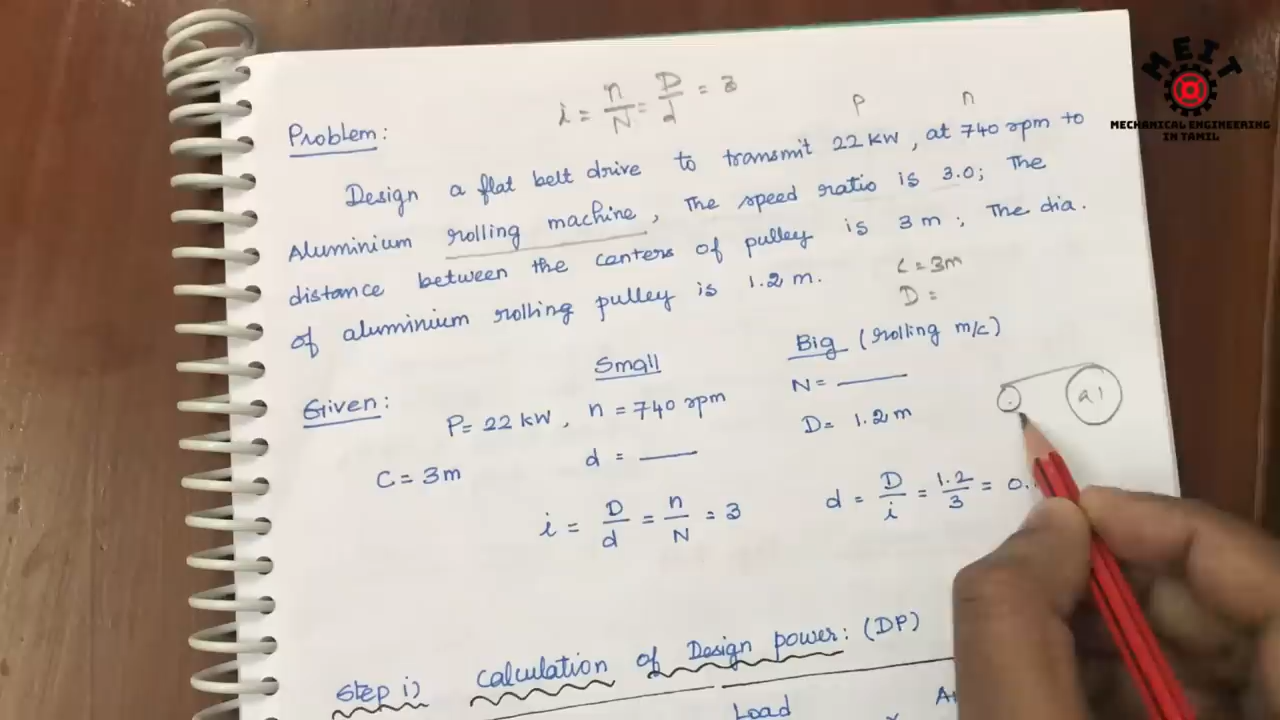 i = n/N = D/d = 3
P n
Problem:
Design a flat belt drive to transmit 22 kW, at 740 rpm to
Aluminium rolling machine, The speed ratio is 3.0; The
distance between the centers of pulley is 3 m; The dia.
of aluminium rolling pulley is 1.2 m.
C = 3m
D =
Small
Big (rolling m/c)
Given:
P= 22 kW, n = 740 rpm
N=
C = 3m
d =
D= 1.2 m
al
i = D/d = n/N = 3
d = D/i = 1.2/3 = 0.
Step i) Calculation of Design power: (DP)
Load
MEIT
MECHANICAL ENGINEERING
IN TAMIL